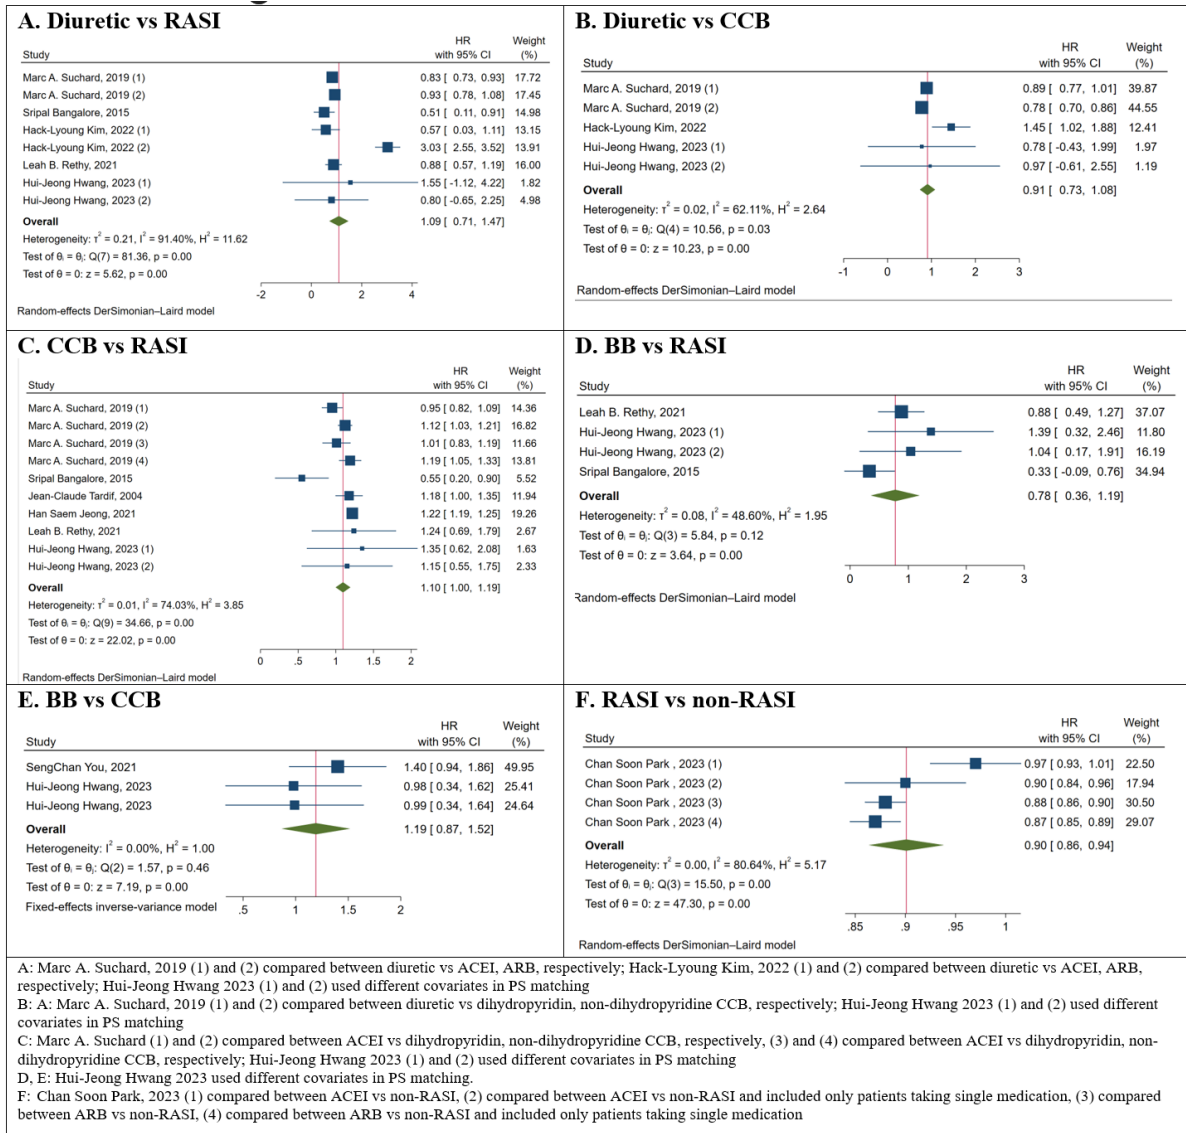 A. Diuretic vs RASI
HR Weight
Study with 95% CI (%)
Marc A. Suchard, 2019 (1) 0.83 [ 0.73, 0.93] 17.72
Marc A. Suchard, 2019 (2) 0.93 [ 0.78, 1.08] 17.45
Sripal Bangalore, 2015 0.51 [ 0.11, 0.91] 14.98
Hack-Lyoung Kim, 2022 (1) 0.57 [ 0.03, 1.11] 13.15
Hack-Lyoung Kim, 2022 (2) 3.03 [ 2.55, 3.52] 13.91
Leah B. Rethy, 2021 0.88 [ 0.57, 1.19] 16.00
Hui-Jeong Hwang, 2023 (1) 1.55 [ -1.12, 4.22] 1.82
Hui-Jeong Hwang, 2023 (2) 0.80 [ -0.65, 2.25] 4.98
Overall 1.09 [ 0.71, 1.47]
Heterogeneity: τ² = 0.21, I² = 91.40%, H² = 11.62
Test of θᵢ = θⱼ: Q(7) = 81.36, p = 0.00
Test of θ = 0: z = 5.62, p = 0.00
-2 0 2 4
Random-effects DerSimonian–Laird model
B. Diuretic vs CCB
HR Weight
Study with 95% CI (%)
Marc A. Suchard, 2019 (1) 0.89 [ 0.77, 1.01] 39.87
Marc A. Suchard, 2019 (2) 0.78 [ 0.70, 0.86] 44.55
Hack-Lyoung Kim, 2022 1.45 [ 1.02, 1.88] 12.41
Hui-Jeong Hwang, 2023 (1) 0.78 [ -0.43, 1.99] 1.97
Hui-Jeong Hwang, 2023 (2) 0.97 [ -0.61, 2.55] 1.19
Overall 0.91 [ 0.73, 1.08]
Heterogeneity: τ² = 0.02, I² = 62.11%, H² = 2.64
Test of θᵢ = θⱼ: Q(4) = 10.56, p = 0.03
Test of θ = 0: z = 10.23, p = 0.00
-1 0 1 2 3
Random-effects DerSimonian–Laird model
C. CCB vs RASI
HR Weight
Study with 95% CI (%)
Marc A. Suchard, 2019 (1) 0.95 [ 0.82, 1.09] 14.36
Marc A. Suchard, 2019 (2) 1.12 [ 1.03, 1.21] 16.82
Marc A. Suchard, 2019 (3) 1.01 [ 0.83, 1.19] 11.66
Marc A. Suchard, 2019 (4) 1.19 [ 1.05, 1.33] 13.81
Sripal Bangalore, 2015 0.55 [ 0.20, 0.90] 5.52
Jean-Claude Tardif, 2004 1.18 [ 1.00, 1.35] 11.94
Han Saem Jeong, 2021 1.22 [ 1.19, 1.25] 19.26
Leah B. Rethy, 2021 1.24 [ 0.69, 1.79] 2.67
Hui-Jeong Hwang, 2023 (1) 1.35 [ 0.62, 2.08] 1.63
Hui-Jeong Hwang, 2023 (2) 1.15 [ 0.55, 1.75] 2.33
Overall 1.10 [ 1.00, 1.19]
Heterogeneity: τ² = 0.01, I² = 74.03%, H² = 3.85
Test of θᵢ = θⱼ: Q(9) = 34.66, p = 0.00
Test of θ = 0: z = 22.02, p = 0.00
0 .5 1 1.5 2
Random-effects DerSimonian–Laird model
D. BB vs RASI
HR Weight
Study with 95% CI (%)
Leah B. Rethy, 2021 0.88 [ 0.49, 1.27] 37.07
Hui-Jeong Hwang, 2023 (1) 1.39 [ 0.32, 2.46] 11.80
Hui-Jeong Hwang, 2023 (2) 1.04 [ 0.17, 1.91] 16.19
Sripal Bangalore, 2015 0.33 [ -0.09, 0.76] 34.94
Overall 0.78 [ 0.36, 1.19]
Heterogeneity: τ² = 0.08, I² = 48.60%, H² = 1.95
Test of θᵢ = θⱼ: Q(3) = 5.84, p = 0.12
Test of θ = 0: z = 3.64, p = 0.00
0 1 2 3
Random-effects DerSimonian–Laird model
E. BB vs CCB
HR Weight
Study with 95% CI (%)
SengChan You, 2021 1.40 [ 0.94, 1.86] 49.95
Hui-Jeong Hwang, 2023 0.98 [ 0.34, 1.62] 25.41
Hui-Jeong Hwang, 2023 0.99 [ 0.34, 1.64] 24.64
Overall 1.19 [ 0.87, 1.52]
Heterogeneity: I² = 0.00%, H² = 1.00
Test of θᵢ = θⱼ: Q(2) = 1.57, p = 0.46
Test of θ = 0: z = 7.19, p = 0.00
Fixed-effects inverse-variance model
.5 1 1.5 2
F. RASI vs non-RASI
HR Weight
Study with 95% CI (%)
Chan Soon Park , 2023 (1) 0.97 [ 0.93, 1.01] 22.50
Chan Soon Park , 2023 (2) 0.90 [ 0.84, 0.96] 17.94
Chan Soon Park , 2023 (3) 0.88 [ 0.86, 0.90] 30.50
Chan Soon Park , 2023 (4) 0.87 [ 0.85, 0.89] 29.07
Overall 0.90 [ 0.86, 0.94]
Heterogeneity: τ² = 0.00, I² = 80.64%, H² = 5.17
Test of θᵢ = θⱼ: Q(3) = 15.50, p = 0.00
Test of θ = 0: z = 47.30, p = 0.00
.85 .9 .95 1
Random-effects DerSimonian–Laird model
A: Marc A. Suchard, 2019 (1) and (2) compared between diuretic vs ACEI, ARB, respectively; Hack-Lyoung Kim, 2022 (1) and (2) compared between diuretic vs ACEI, ARB,
respectively; Hui-Jeong Hwang 2023 (1) and (2) used different covariates in PS matching
B: A: Marc A. Suchard, 2019 (1) and (2) compared between diuretic vs dihydropyridin, non-dihydropyridine CCB, respectively; Hui-Jeong Hwang 2023 (1) and (2) used different
covariates in PS matching
C: Marc A. Suchard (1) and (2) compared between ACEI vs dihydropyridin, non-dihydropyridine CCB, respectively, (3) and (4) compared between ACEI vs dihydropyridin, non-
dihydropyridine CCB, respectively; Hui-Jeong Hwang 2023 (1) and (2) used different covariates in PS matching
D, E: Hui-Jeong Hwang 2023 used different covariates in PS matching.
F: Chan Soon Park, 2023 (1) compared between ACEI vs non-RASI, (2) compared between ACEI vs non-RASI and included only patients taking single medication, (3) compared
between ARB vs non-RASI, (4) compared between ARB vs non-RASI and included only patients taking single medication